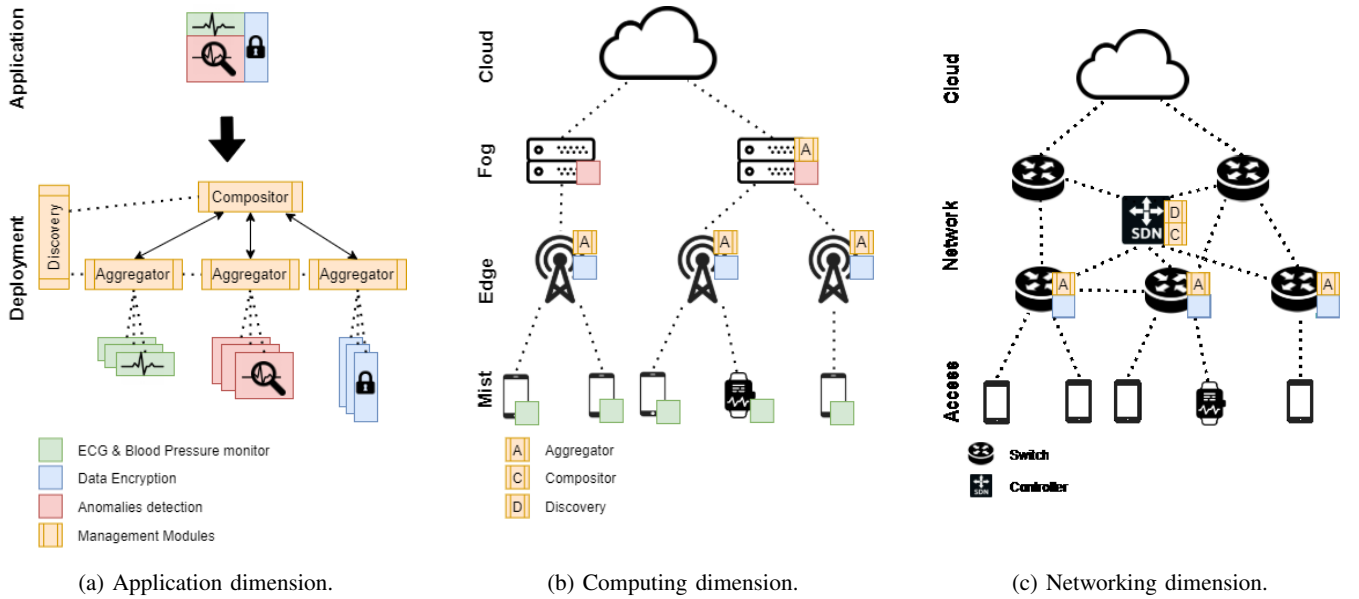 Application
Deployment
Compositor
Discovery
Aggregator
Aggregator
Aggregator
ECG & Blood Pressure monitor
Data Encryption
Anomalies detection
Management Modules
(a) Application dimension.
Cloud
Fog
Edge
Mist
A
A
A
A
A Aggregator
C Compositor
D Discovery
(b) Computing dimension.
Cloud
Network
Access
SDN
D
C
A
A
A
Switch
SDN Controller
(c) Networking dimension.